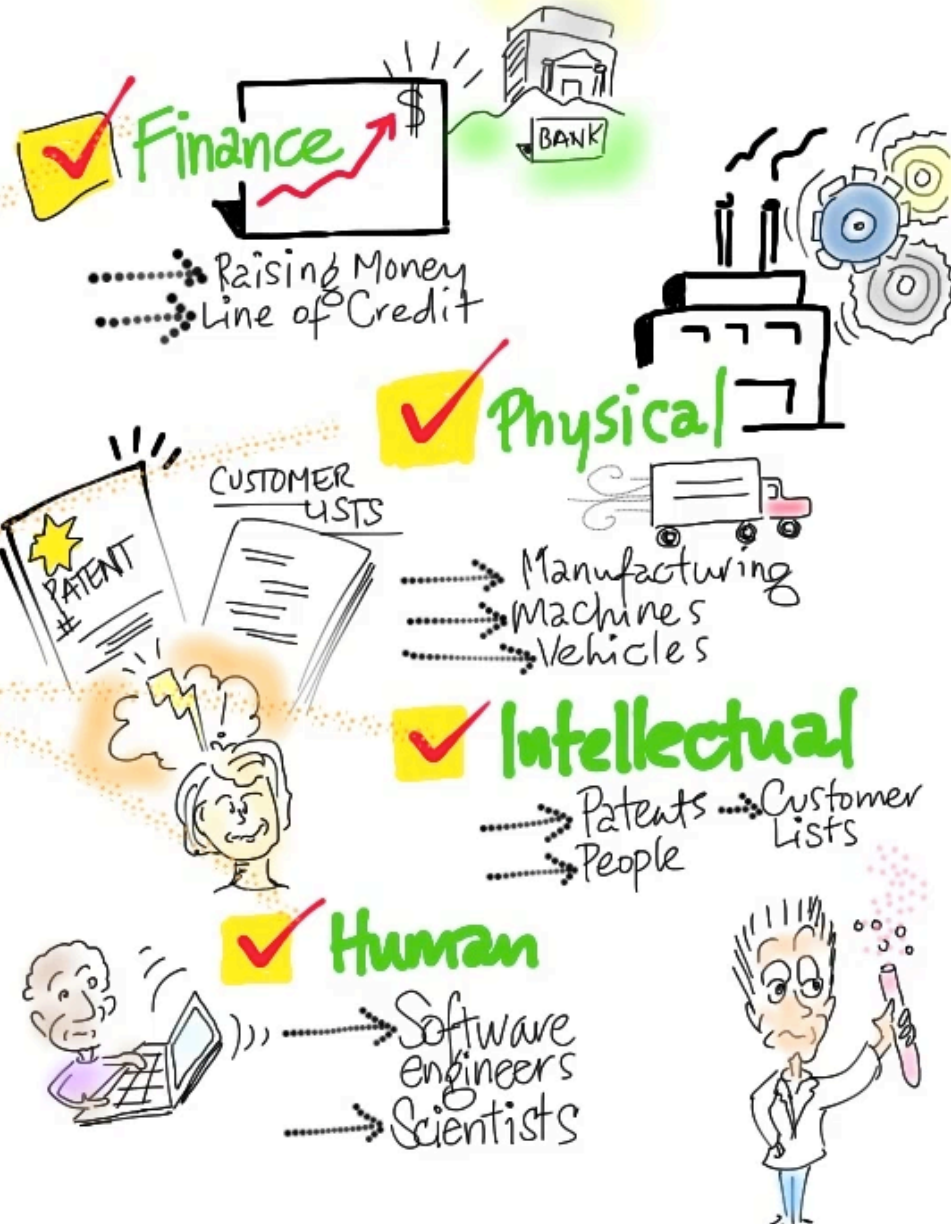 Finance
$
BANK
Raising Money
Line of Credit
Physical
CUSTOMER
LISTS
PATENT
#
Manufacturing
Machines
Vehicles
Intellectual
Patents Customer
Lists
People
Human
Software
engineers
Scientists